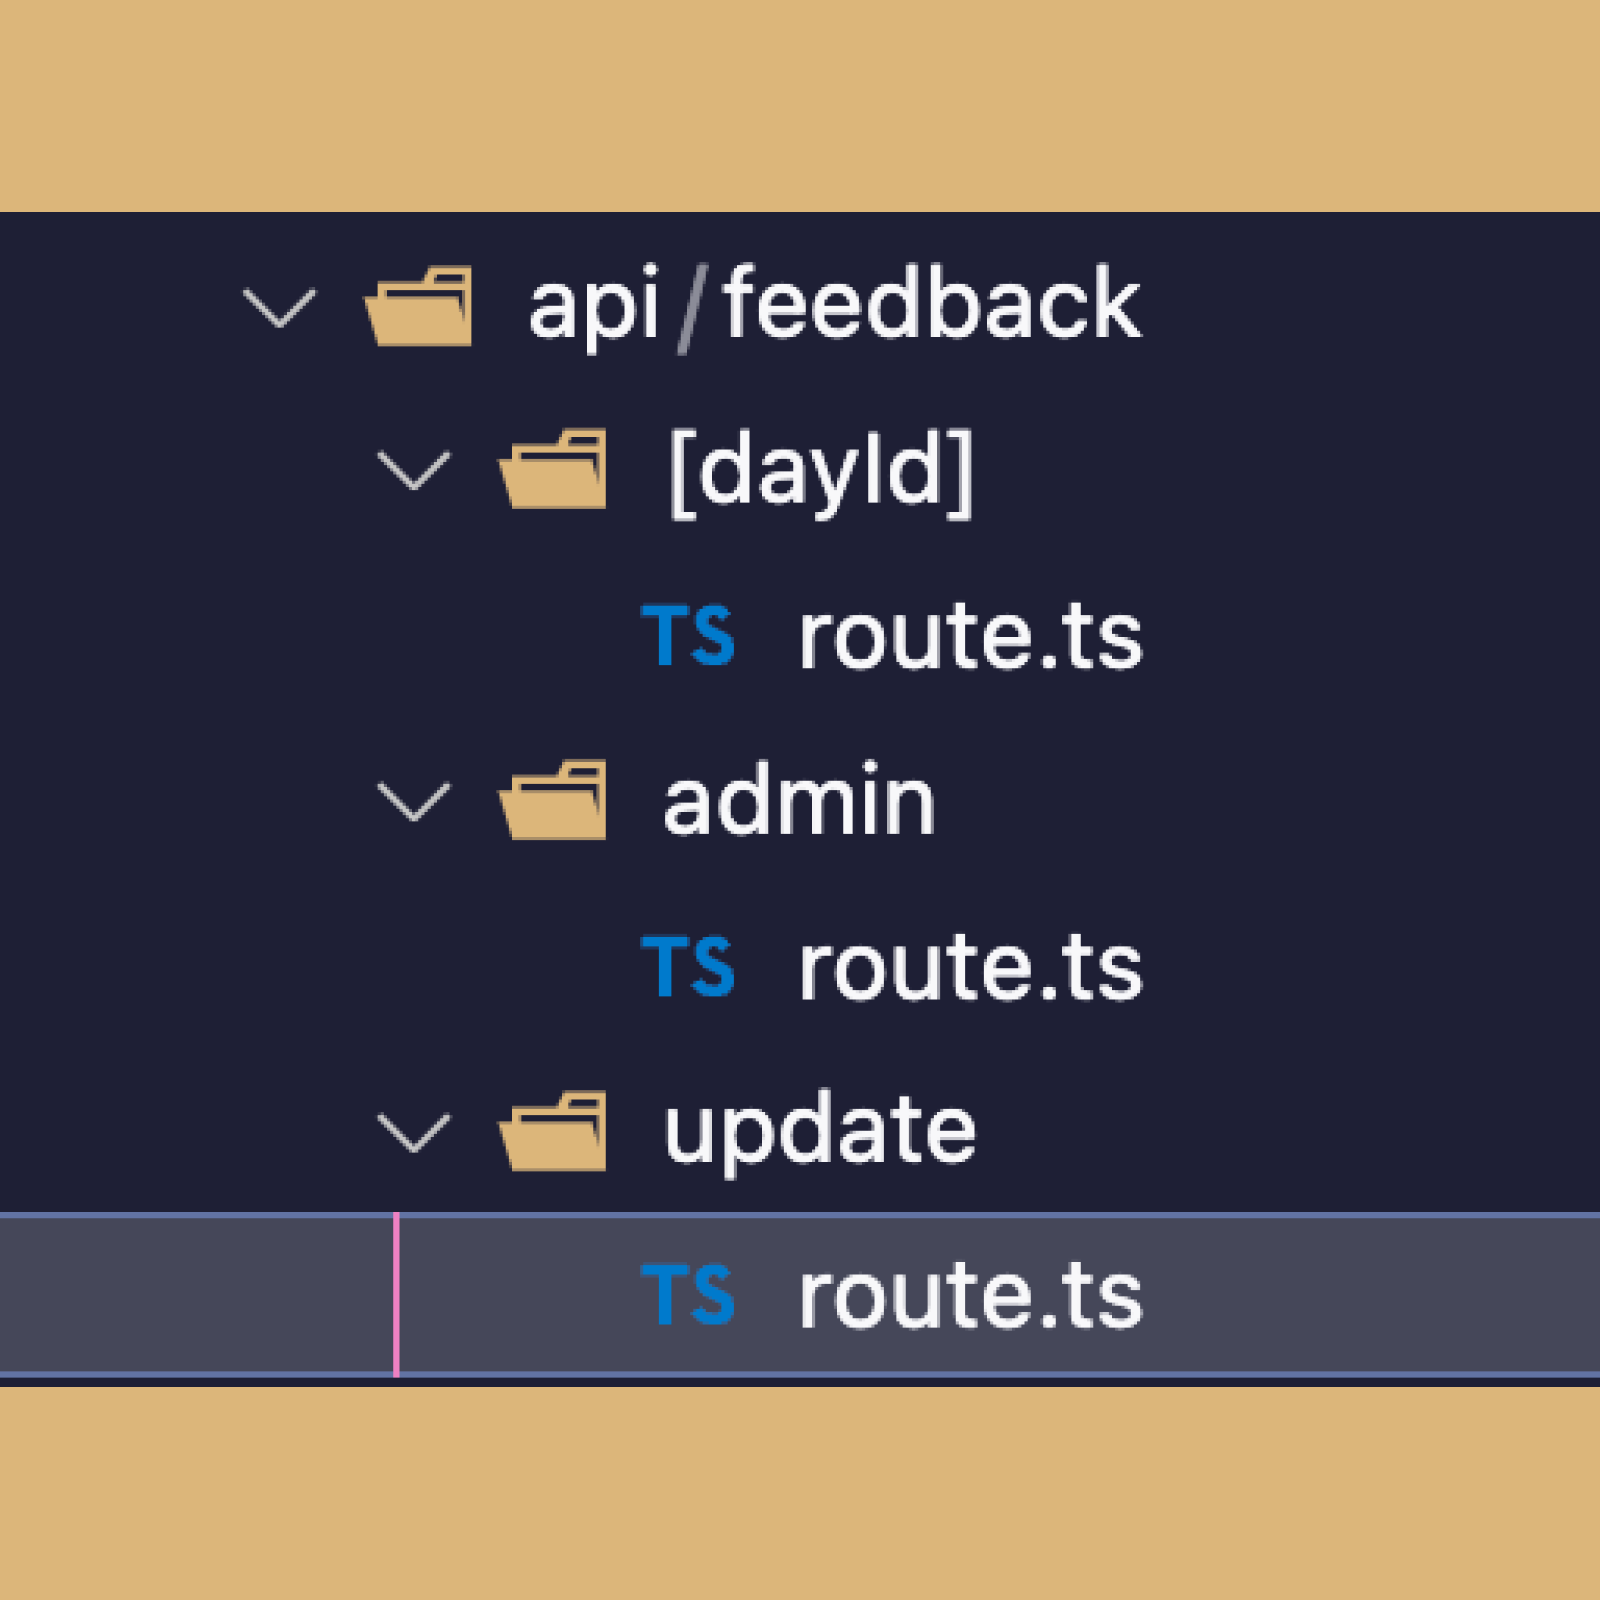 api/feedback
[dayId]
TS route.ts
admin
TS route.ts
update
TS route.ts